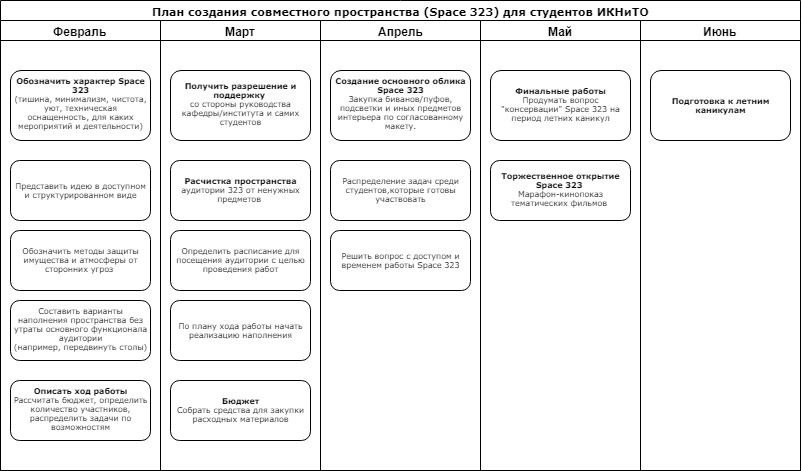 План создания совместного пространства (Space 323) для студентов ИКНиТО
Февраль
Март
Апрель
Май
Июнь
Обозначить характер Space
323
(тишина, минимализм, чистота,
уют, техническая
оснащенность, для каких
мероприятий и деятельности)
Представить идею в доступном
и структурированном виде
Обозначить методы защиты
имущества и атмосферы от
сторонних угроз
Составить варианты
наполнения пространства без
утраты основного функционала
аудитории
(например, передвинуть столы)
Описать ход работы
Рассчитать бюджет, определить
количество участников,
распределить задачи по
возможностям
Получить разрешение и
поддержку
со стороны руководства
кафедры/института и самих
студентов
Расчистка пространства
аудитории 323 от ненужных
предметов
Определить расписание для
посещения аудитории с целью
проведения работ
По плану хода работы начать
реализацию наполнения
Бюджет
Собрать средства для закупки
расходных материалов
Создание основного облика
Space 323
Закупка биванов/пуфов,
подсветки и иных предметов
интерьера по согласованному
макету.
Распределение задач среди
студентов,которые готовы
участвовать
Решить вопрос с доступом и
временем работы Space 323
Финальные работы
Продумать вопрос
"консервации" Space 323 на
период летних каникул
Торжественное открытие
Space 323
Марафон-кинопоказ
тематических фильмов
Подготовка к летним
каникулам